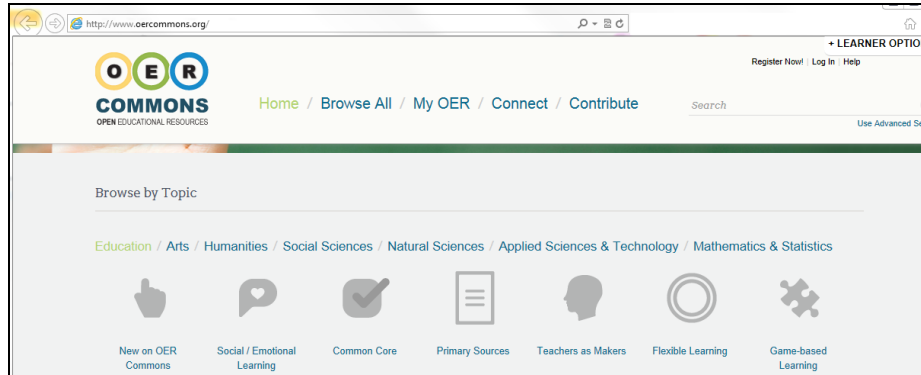 http://www.oercommons.org/
+ LEARNER OPTIO
Register Now! | Log In | Help
O E R
COMMONS
OPEN EDUCATIONAL RESOURCES
Home / Browse All / My OER / Connect / Contribute
Search
Use Advanced Se
Browse by Topic
Education / Arts / Humanities / Social Sciences / Natural Sciences / Applied Sciences & Technology / Mathematics & Statistics
New on OER Commons
Social / Emotional Learning
Common Core
Primary Sources
Teachers as Makers
Flexible Learning
Game-based Learning